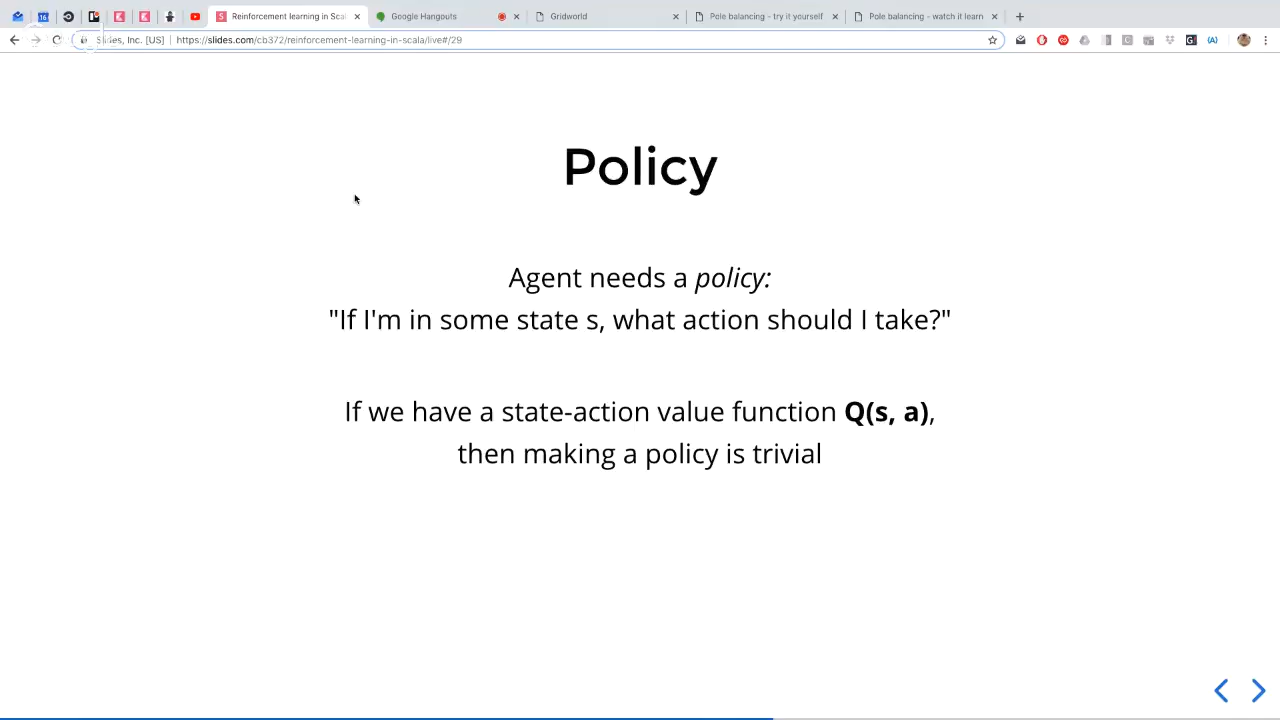 Reinforcement learning in Scal
Google Hangouts
Gridworld
Pole balancing - try it yourself
Pole balancing - watch it learn
Slides, Inc. [US] | https://slides.com/cb372/reinforcement-learning-in-scala/live#/29
Policy
Agent needs a policy:
"If I'm in some state s, what action should I take?"
If we have a state-action value function Q(s, a),
then making a policy is trivial